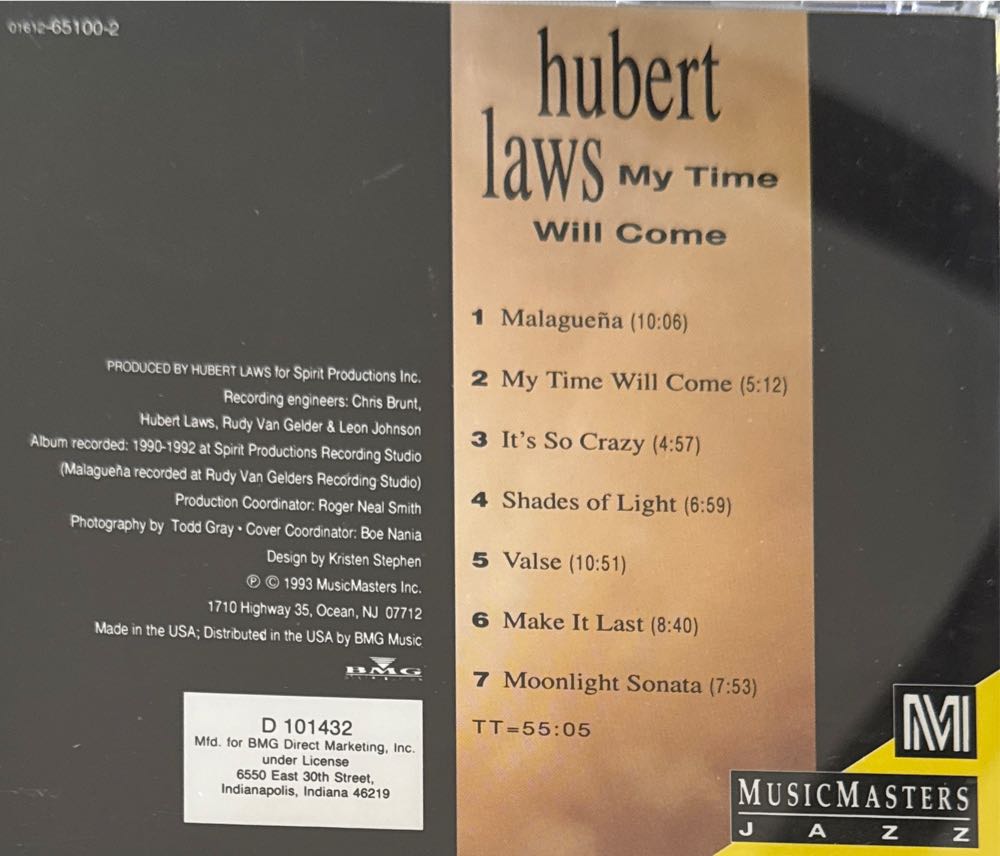 01612-65100-2
hubert
laws My Time
Will Come
1 Malagueña (10:06)
2 My Time Will Come (5:12)
3 It's So Crazy (4:57)
4 Shades of Light (6:59)
5 Valse (10:51)
6 Make It Last (8:40)
7 Moonlight Sonata (7:53)
TT=55:05
PRODUCED BY HUBERT LAWS for Spirit Productions Inc.
Recording engineers: Chris Brunt,
Hubert Laws, Rudy Van Gelder & Leon Johnson
Album recorded: 1990-1992 at Spirit Productions Recording Studio
(Malagueña recorded at Rudy Van Gelders Recording Studio)
Production Coordinator: Roger Neal Smith
Photography by Todd Gray • Cover Coordinator: Boe Nania
Design by Kristen Stephen
℗ © 1993 MusicMasters Inc.
1710 Highway 35, Ocean, NJ 07712
Made in the USA; Distributed in the USA by BMG Music
BMG
D 101432
Mfd. for BMG Direct Marketing, Inc.
under License
6550 East 30th Street,
Indianapolis, Indiana 46219
MM
MUSICMASTERS
JAZZ